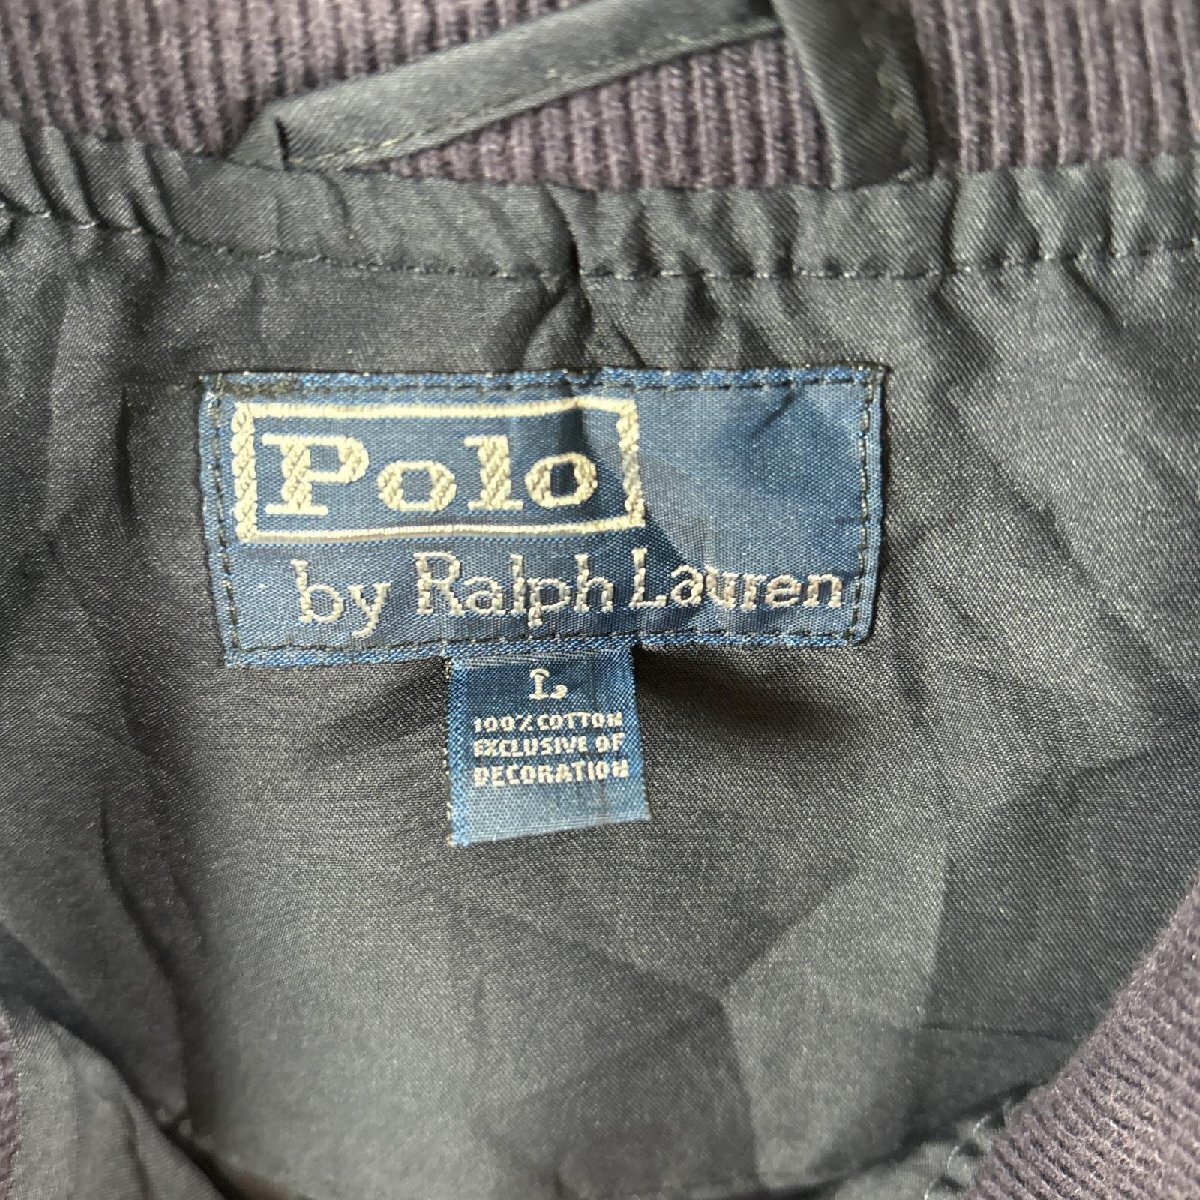 Polo
by Ralph Lauren
L
100% COTTON
EXCLUSIVE OF
DECORATION